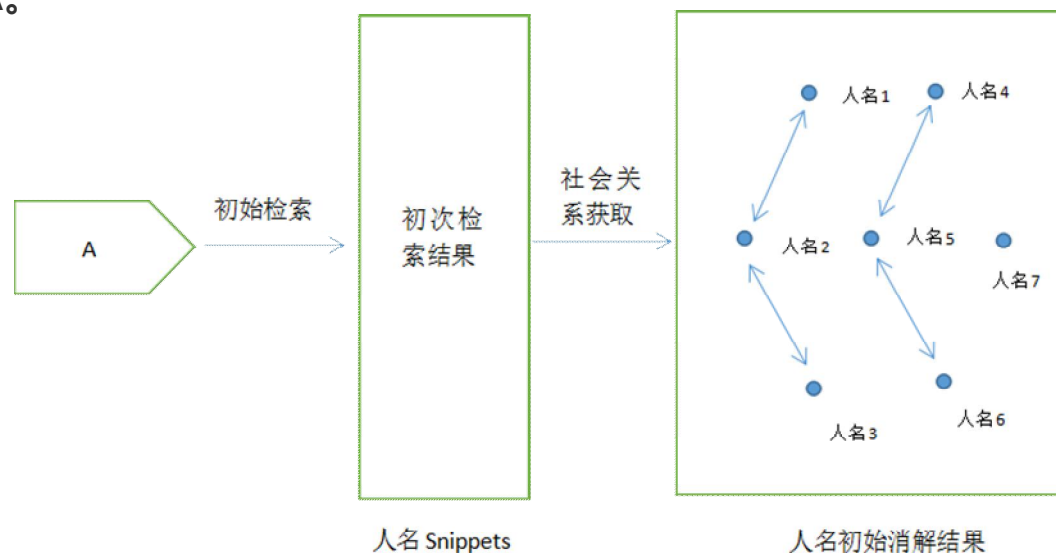 A
初始检索
初次检
索结果
社会关
系获取
人名1
人名4
人名2
人名5
人名7
人名3
人名6
人名 Snippets
人名初始消解结果